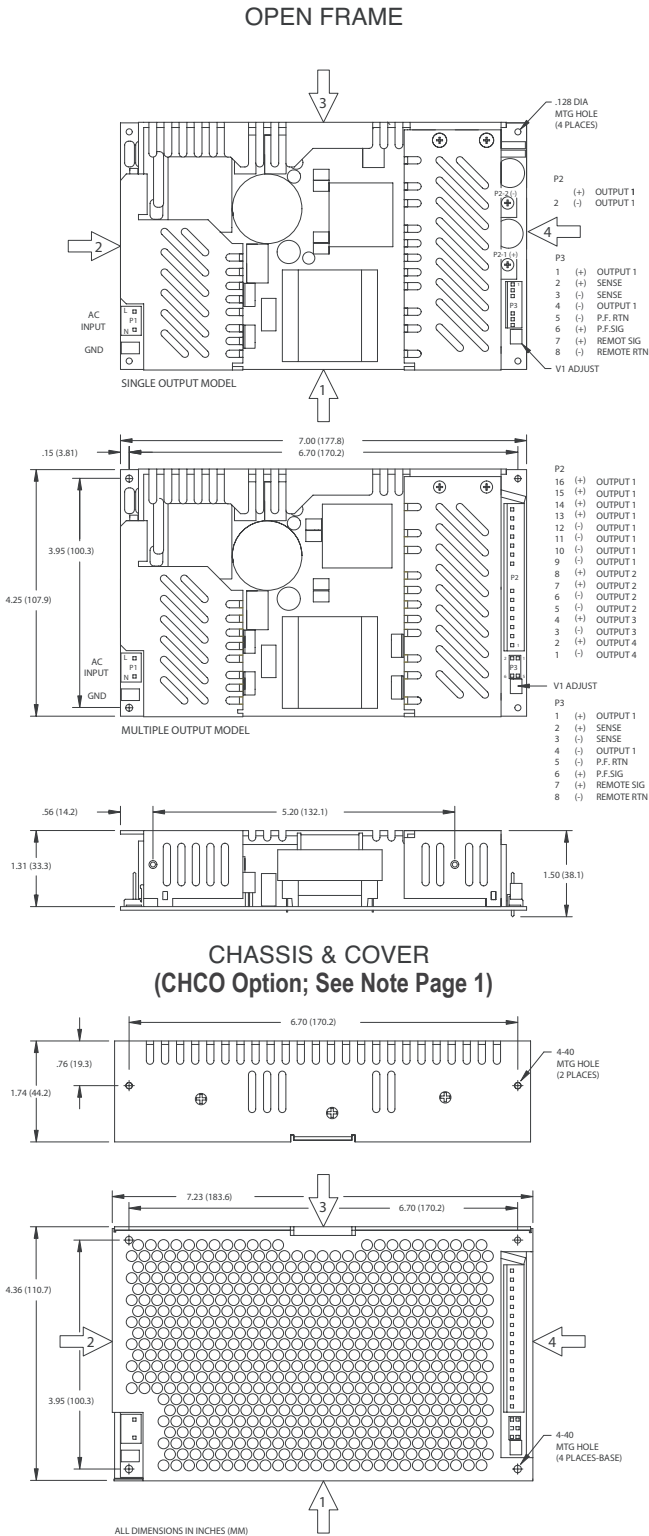 OPEN FRAME
3
.128 DIA
MTG HOLE
(4 PLACES)
P2
(+) OUTPUT 1
2 (-) OUTPUT 1
P2-2 (-)
2
4
P2-1 (+)
P3
1 (+) OUTPUT 1
2 (+) SENSE
3 (-) SENSE
4 (-) OUTPUT 1
5 (-) P.F. RTN
6 (+) P.F.SIG
7 (+) REMOT SIG
8 (-) REMOTE RTN
1
P3
AC
INPUT
L
P1
N
GND
V1 ADJUST
SINGLE OUTPUT MODEL
1
7.00 (177.8)
.15 (3.81)
6.70 (170.2)
P2
16 (+) OUTPUT 1
15 (+) OUTPUT 1
14 (+) OUTPUT 1
13 (+) OUTPUT 1
12 (-) OUTPUT 1
11 (-) OUTPUT 1
10 (-) OUTPUT 1
9 (-) OUTPUT 1
8 (+) OUTPUT 2
7 (+) OUTPUT 2
6 (-) OUTPUT 2
5 (-) OUTPUT 2
4 (+) OUTPUT 3
3 (-) OUTPUT 3
2 (+) OUTPUT 4
1 (-) OUTPUT 4
3.95 (100.3)
4.25 (107.9)
P2
1
AC
INPUT
L
P1
N
GND
P3
V1 ADJUST
MULTIPLE OUTPUT MODEL
P3
1 (+) OUTPUT 1
2 (+) SENSE
3 (-) SENSE
4 (-) OUTPUT 1
5 (-) P.F. RTN
6 (+) P.F.SIG
7 (+) REMOTE SIG
8 (-) REMOTE RTN
.56 (14.2)
5.20 (132.1)
1.31 (33.3)
1.50 (38.1)
CHASSIS & COVER
(CHCO Option; See Note Page 1)
6.70 (170.2)
.76 (19.3)
1.74 (44.2)
4-40
MTG HOLE
(2 PLACES)
7.23 (183.6)
3
6.70 (170.2)
4.36 (110.7)
2
4
3.95 (100.3)
4-40
MTG HOLE
(4 PLACES-BASE)
1
ALL DIMENSIONS IN INCHES (MM)